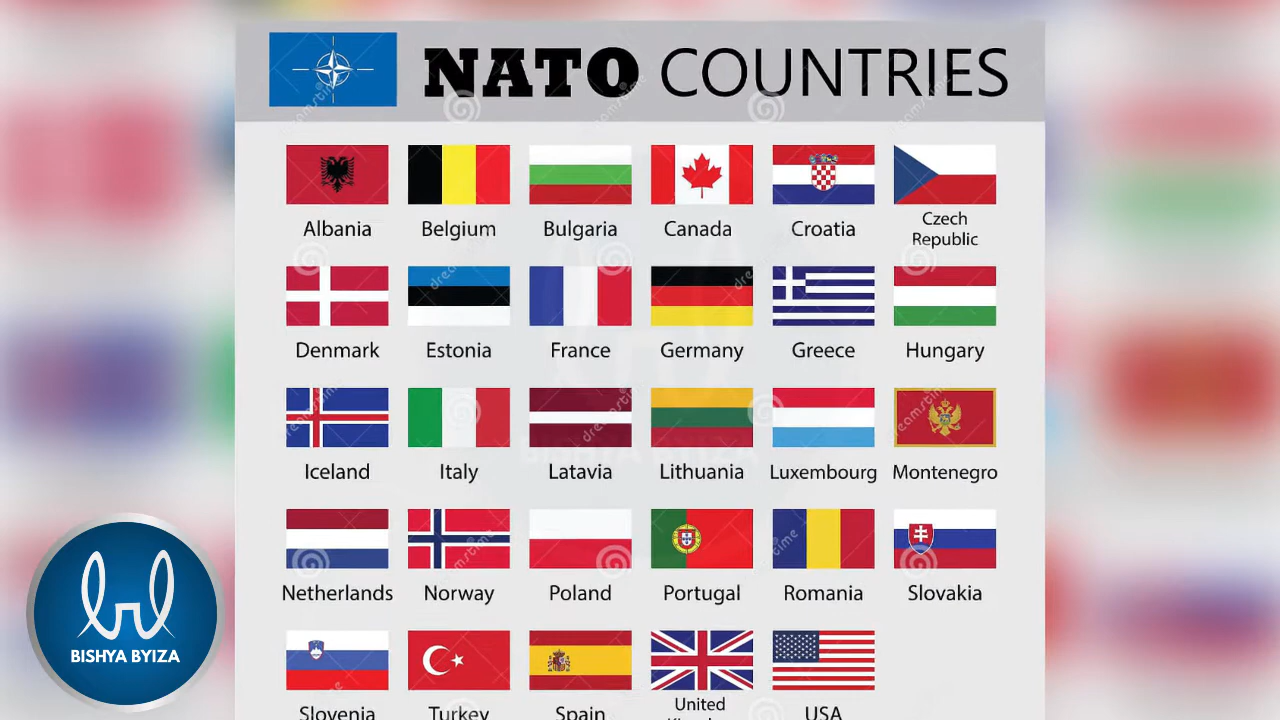 NATO COUNTRIES
Albania Belgium Bulgaria Canada Croatia Czech
Republic
Denmark Estonia France Germany Greece Hungary
Iceland Italy Latavia Lithuania Luxembourg Montenegro
Netherlands Norway Poland Portugal Romania Slovakia
Slovenia Turkey Spain United USA
BISHYA BYIZA
dreamstime